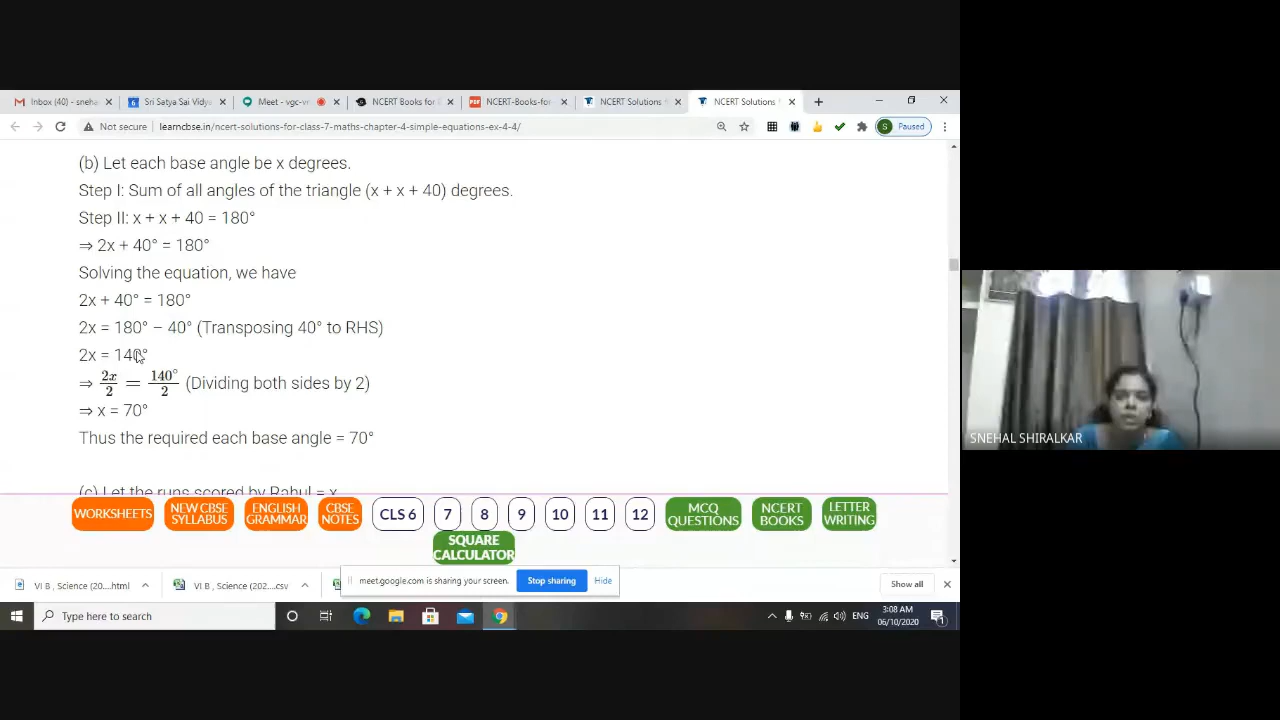 Inbox (40) - sneha
Sri Satya Sai Vidy
Meet - vgc-v
NCERT Books for
NCERT-Books-for-
NCERT Solutions
NCERT Solutions
Not secure
learncbse.in/ncert-solutions-for-class-7-maths-chapter-4-simple-equations-ex-4-4/
S Paused
(b) Let each base angle be x degrees.
Step I: Sum of all angles of the triangle (x + x + 40) degrees.
Step II: x + x + 40 = 180°
⇒ 2x + 40° = 180°
Solving the equation, we have
2x + 40° = 180°
2x = 180° – 40° (Transposing 40° to RHS)
2x = 140°
⇒ 2x/2 = 140°/2 (Dividing both sides by 2)
⇒ x = 70°
Thus the required each base angle = 70°
(c) Let the runs scored by Rahul = x
SNEHAL SHIRALKAR
WORKSHEETS
NEW CBSE SYLLABUS
ENGLISH GRAMMAR
CBSE NOTES
CLS 6
7
8
9
10
11
12
MCQ QUESTIONS
NCERT BOOKS
LETTER WRITING
SQUARE CALCULATOR
VI B , Science (20....html
VI B , Science (202....csv
meet.google.com is sharing your screen.
Stop sharing
Hide
Show all
Type here to search
ENG
3:08 AM
06/10/2020
1